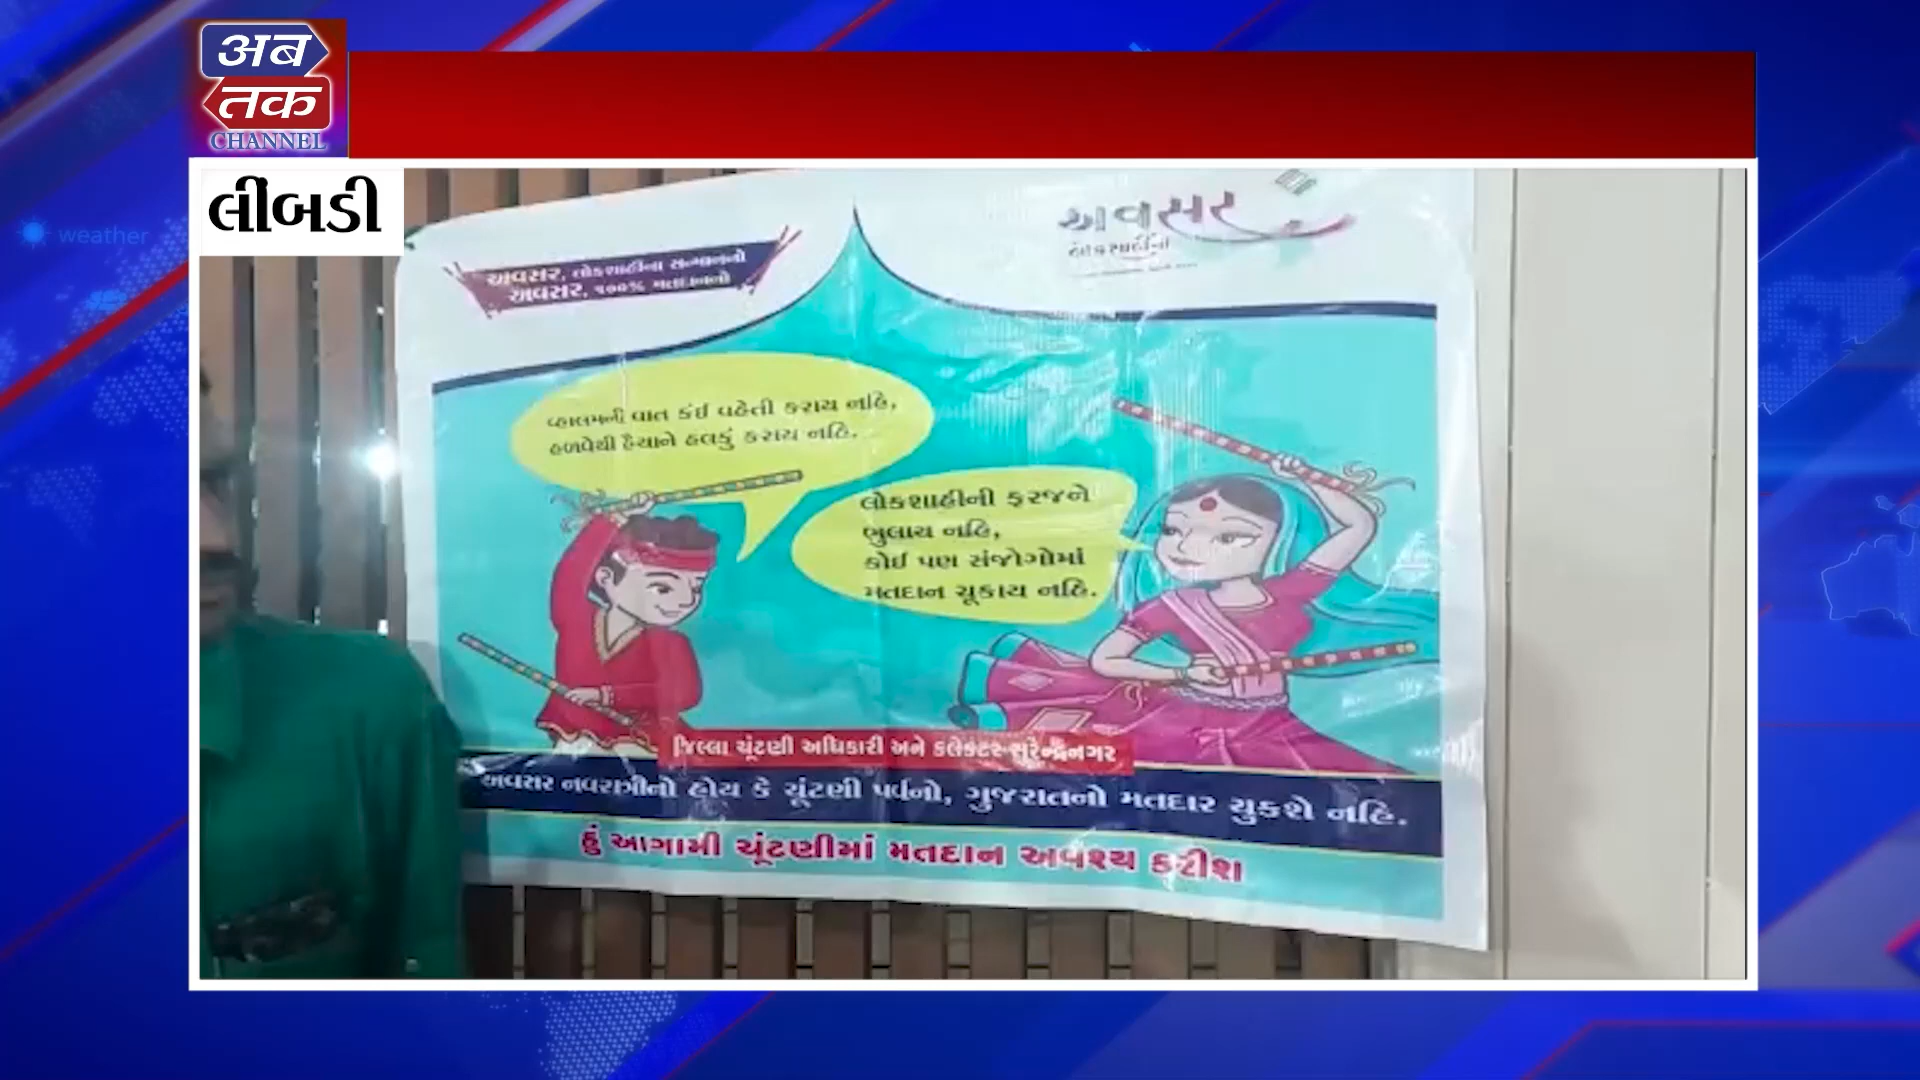 अब
तक
CHANNEL
લીંબડી
weather
અવસર
લોકશાહીનો
અવસર, લોકશાહીના સન્માનનો
અવસર, ૧૦૦% મતદાનનો
વ્હાલમની વાત કંઈ વહેતી કરાય નહિ,
હળવેથી હૈયાને હલકું કરાય નહિ.
લોકશાહીની ફરજને
ભુલાય નહિ,
કોઈ પણ સંજોગોમાં
મતદાન ચૂકાય નહિ.
જિલ્લા ચૂંટણી અધિકારી અને કલેક્ટર-સુરેન્દ્રનગર
અવસર નવરાત્રીનો હોય કે ચૂંટણી પર્વનો, ગુજરાતનો મતદાર ચુકશે નહિ.
હું આગામી ચૂંટણીમાં મતદાન અવશ્ય કરીશ